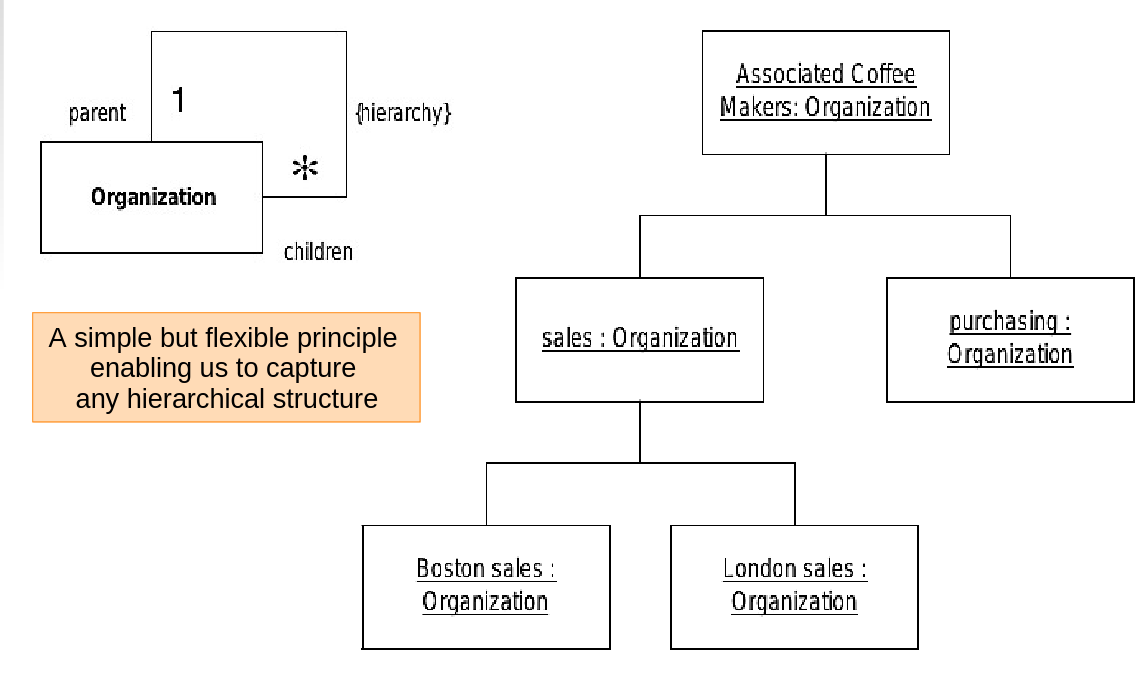 1
parent
{hierarchy}
*
Organization
children
A simple but flexible principle
enabling us to capture
any hierarchical structure
Associated Coffee
Makers: Organization
sales : Organization
purchasing :
Organization
Boston sales :
Organization
London sales :
Organization